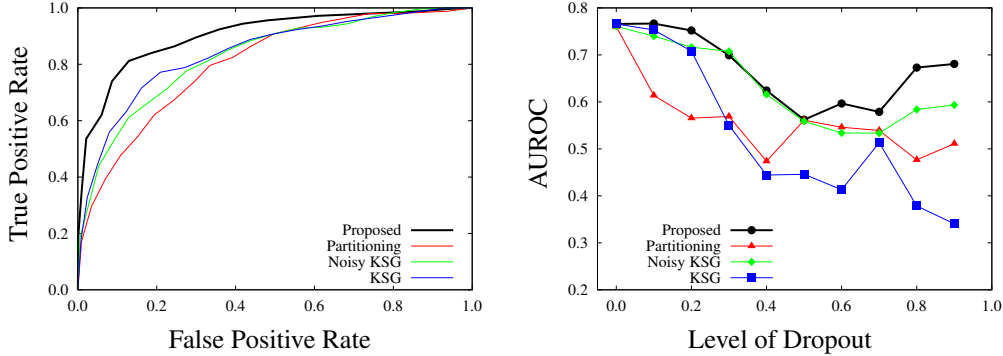 True Positive Rate
1.0
0.8
0.6
0.4
0.2
0.0
Proposed
Partitioning
Noisy KSG
KSG
0.0 0.2 0.4 0.6 0.8 1.0
False Positive Rate
AUROC
0.8
0.7
0.6
0.5
0.4
0.3
0.2
Proposed
Partitioning
Noisy KSG
KSG
0.0 0.2 0.4 0.6 0.8 1.0
Level of Dropout